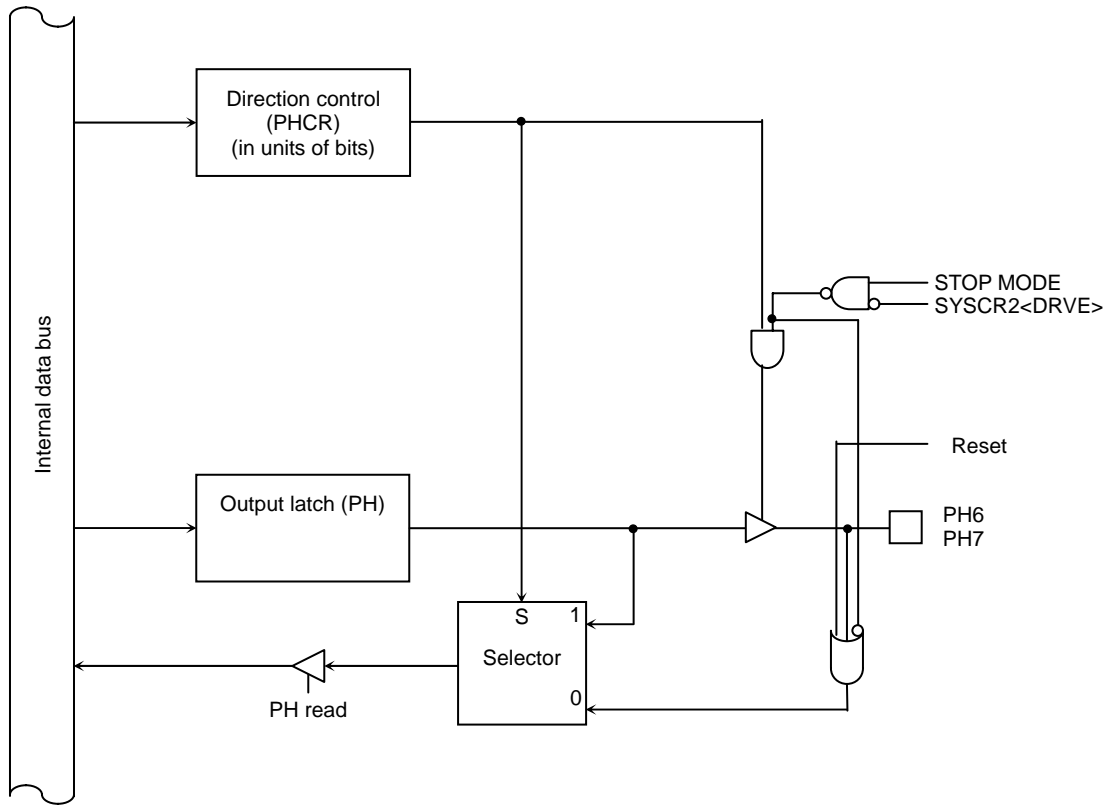 Direction control
(PHCR)
(in units of bits)
STOP MODE
SYSCR2<DRVE>
Internal data bus
Reset
Output latch (PH)
PH6
PH7
S
1
Selector
0
PH read